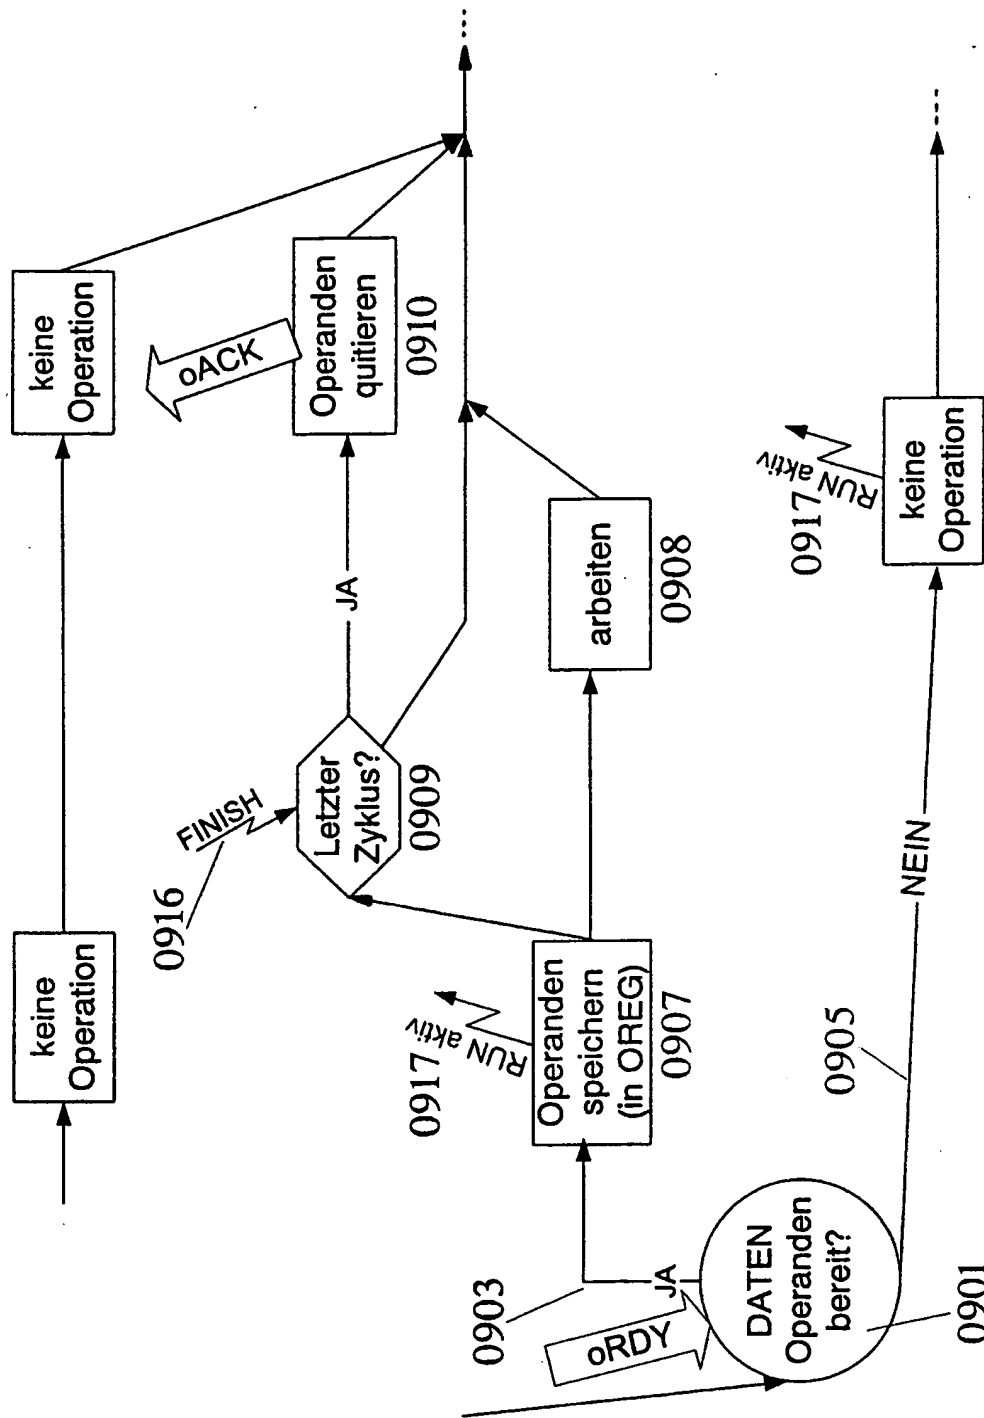 keine
Operation
keine
Operation
0916
FINISH
Letzter
Zyklus?
0909
JA
oACK
Operanden
quitieren
0910
0903
oRDY
JA
DATEN
Operanden
bereit?
0901
0917
RUN aktiv
Operanden
speichern
(in OREG)
0907
arbeiten
0908
0905
NEIN
0917
RUN aktiv
keine
Operation